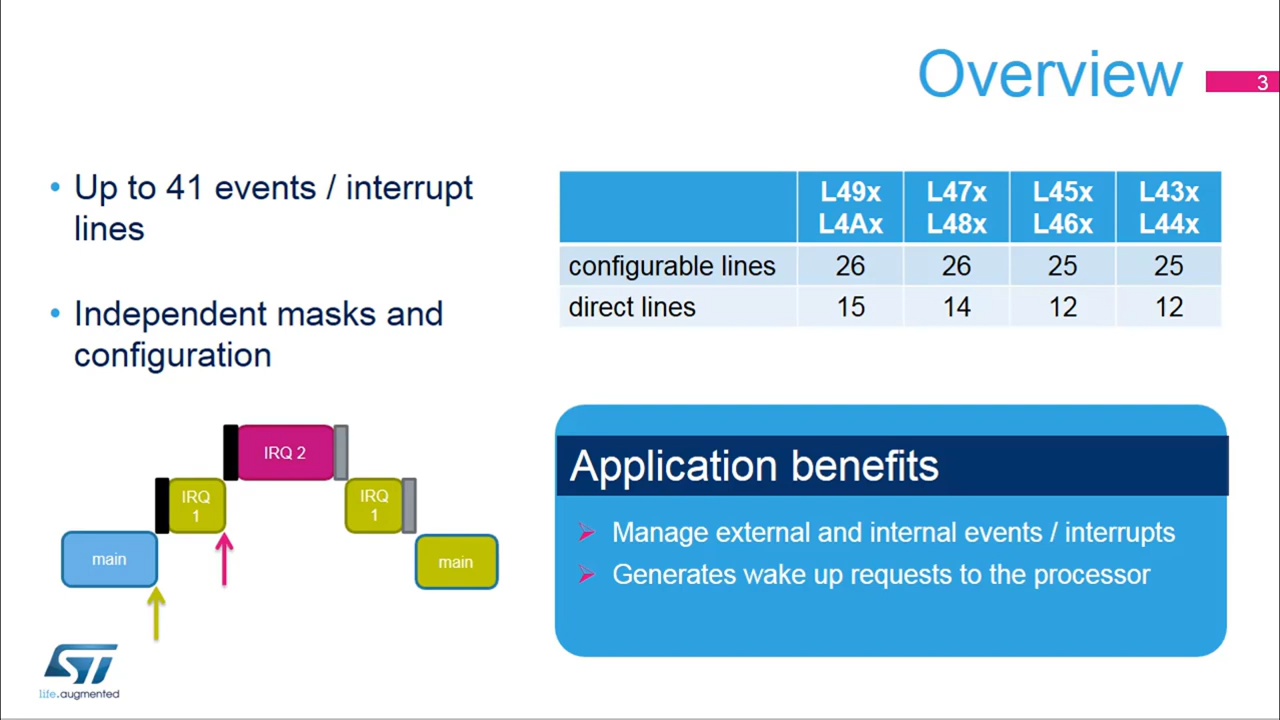 Overview
3
• Up to 41 events / interrupt
lines
• Independent masks and
configuration
L49x L47x L45x L43x
L4Ax L48x L46x L44x
configurable lines 26 26 25 25
direct lines 15 14 12 12
IRQ 2
IRQ IRQ
1 1
main main
Application benefits
Manage external and internal events / interrupts
Generates wake up requests to the processor
ST
life.augmented